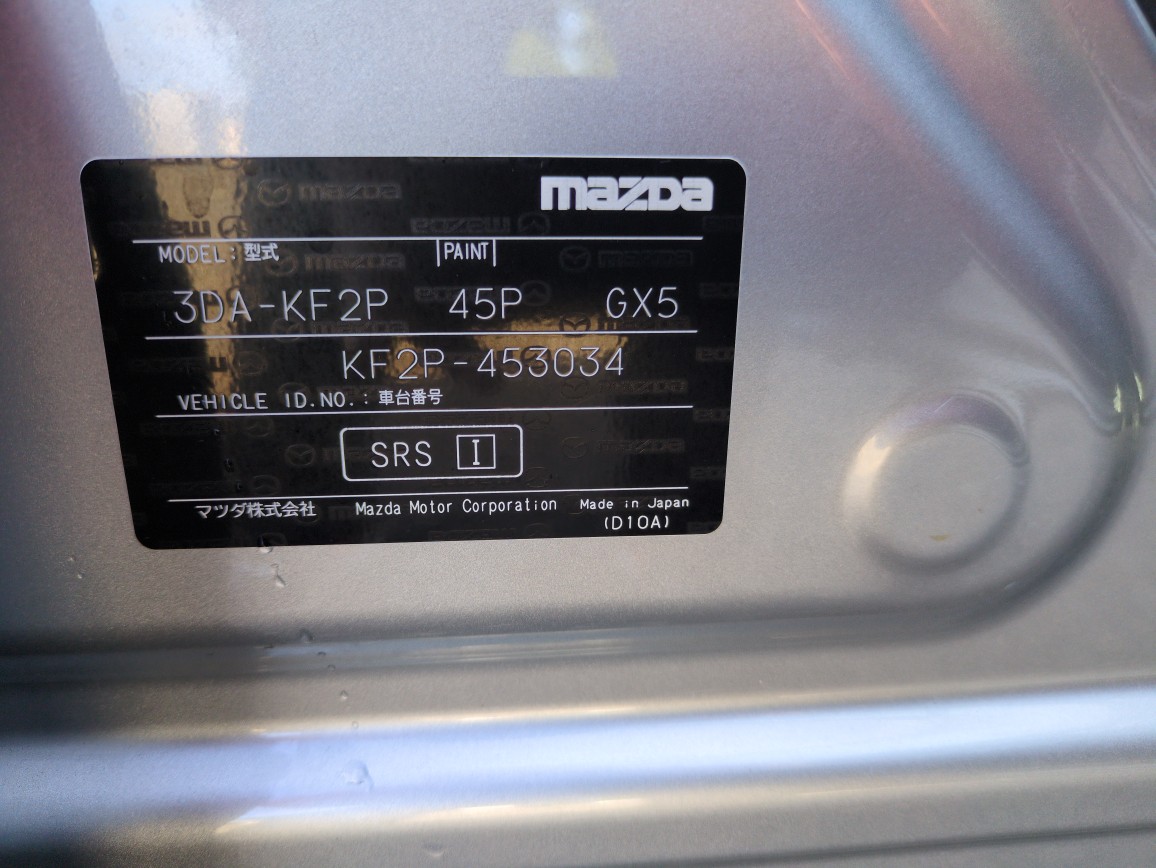 mazda
MODEL:型式 PAINT
3DA-KF2P 45P GX5
KF2P-453034
VEHICLE ID.NO.:車台番号
SRS I
マツダ株式会社 Mazda Motor Corporation Made in Japan
(D10A)